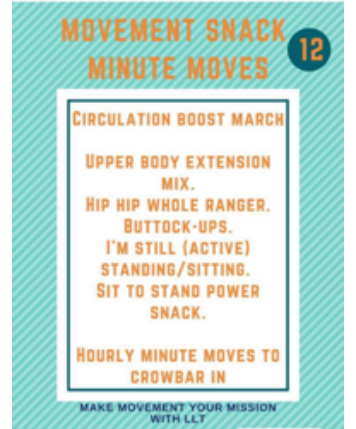 MOVEMENT SNACK
12
MINUTE MOVES
CIRCULATION BOOST MARCH
UPPER BODY EXTENSION
MIX.
HIP HIP WHOLE RANGER.
BUTTOCK-UPS.
I'M STILL (ACTIVE)
STANDING/SITTING.
SIT TO STAND POWER
SNACK.
HOURLY MINUTE MOVES TO
CROWBAR IN
MAKE MOVEMENT YOUR MISSION
WITH LLT